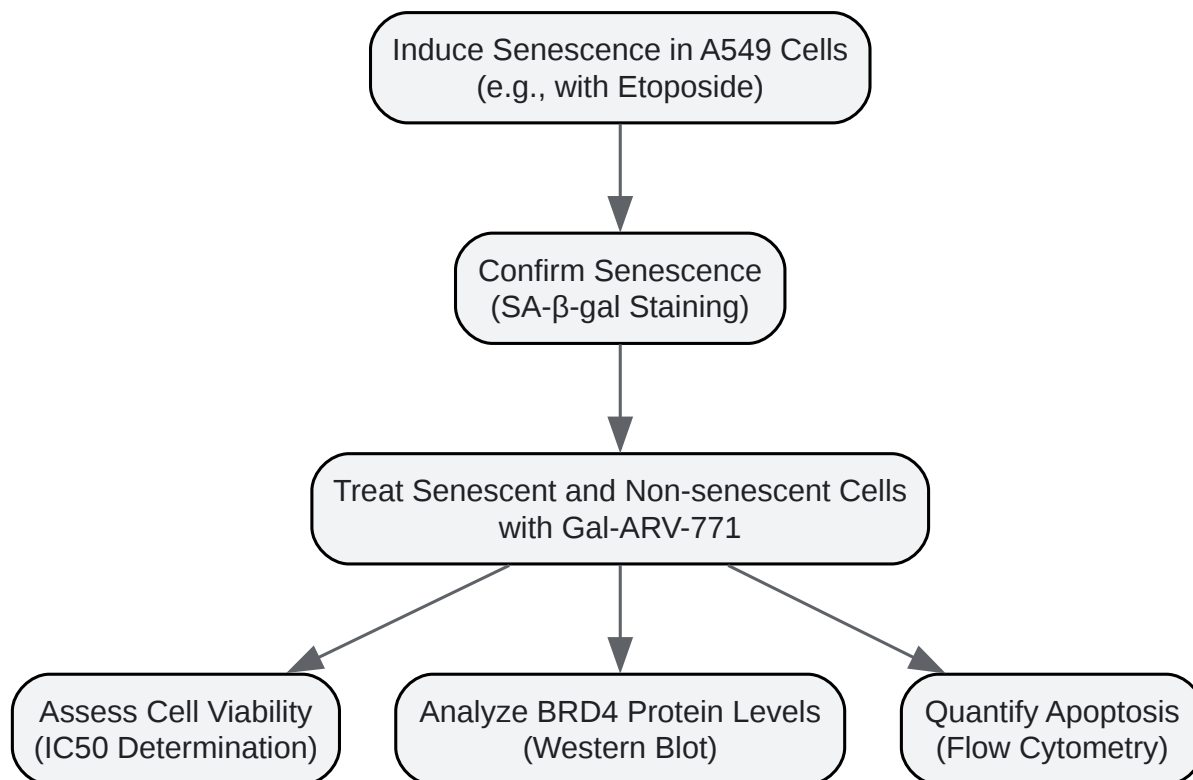 Induce Senescence in A549 Cells
(e.g., with Etoposide)
Confirm Senescence
(SA-β-gal Staining)
Treat Senescent and Non-senescent Cells
with Gal-ARV-771
Assess Cell Viability
(IC50 Determination)
Analyze BRD4 Protein Levels
(Western Blot)
Quantify Apoptosis
(Flow Cytometry)